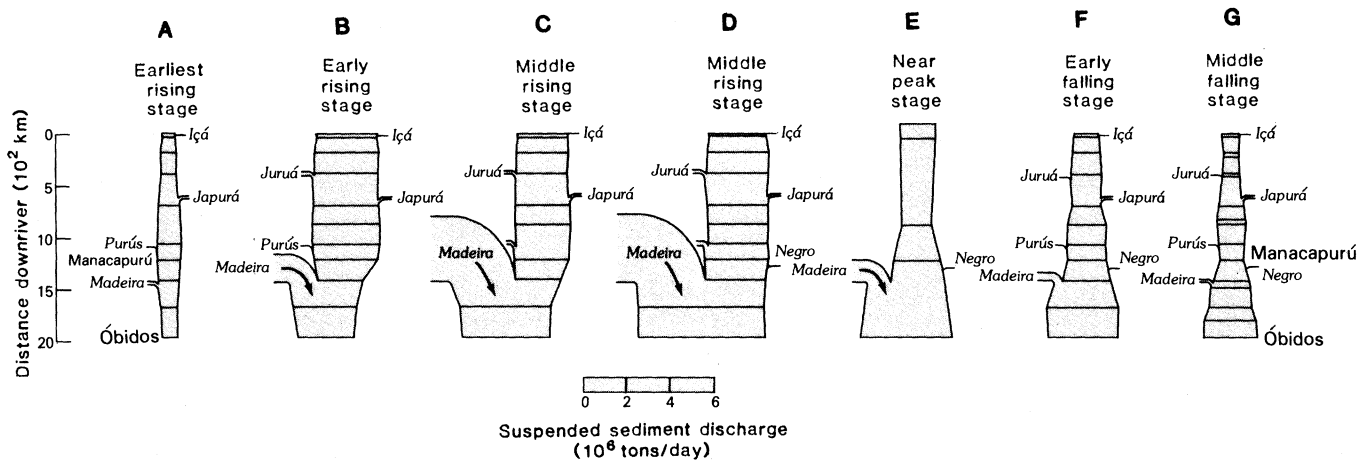 A
Earliest
rising
stage
B
Early
rising
stage
C
Middle
rising
stage
D
Middle
rising
stage
E
Near
peak
stage
F
Early
falling
stage
G
Middle
falling
stage
Distance downriver (10² km)
0
5
10
15
20
Içá
Japurá
Purús
Manacapurú
Madeira
Óbidos
Içá
Juruá
Japurá
Purús
Madeira
Içá
Juruá
Japurá
Madeira
Içá
Juruá
Japurá
Negro
Madeira
Negro
Madeira
Içá
Juruá
Japurá
Purús
Negro
Madeira
Içá
Juruá
Japurá
Purús
Manacapurú
Negro
Madeira
Óbidos
0 2 4 6
Suspended sediment discharge
(10⁶ tons/day)